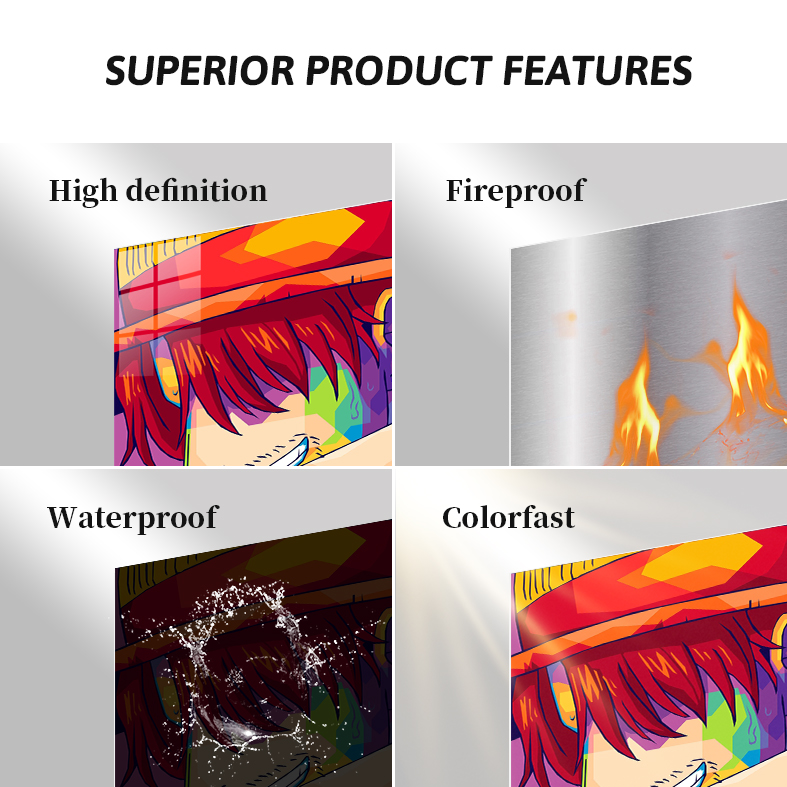 SUPERIOR PRODUCT FEATURES
High definition
Fireproof
Waterproof
Colorfast